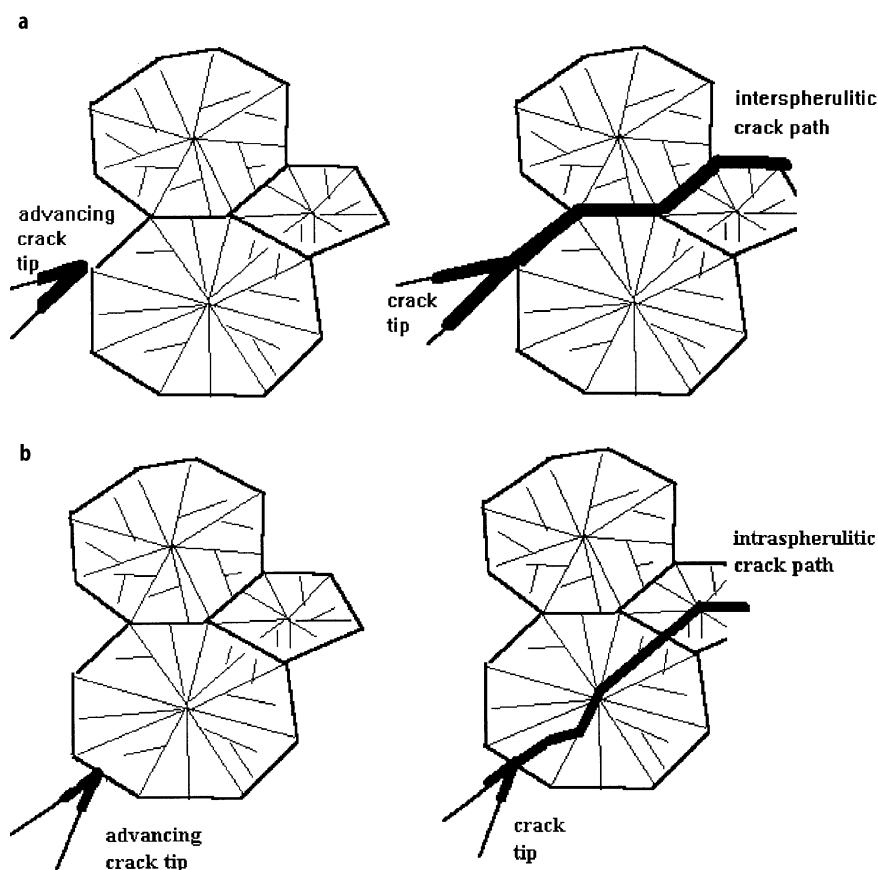 a
interspherulitic
crack path
advancing
crack
tip
crack
tip
b
intraspherulitic
crack path
advancing
crack tip
crack
tip